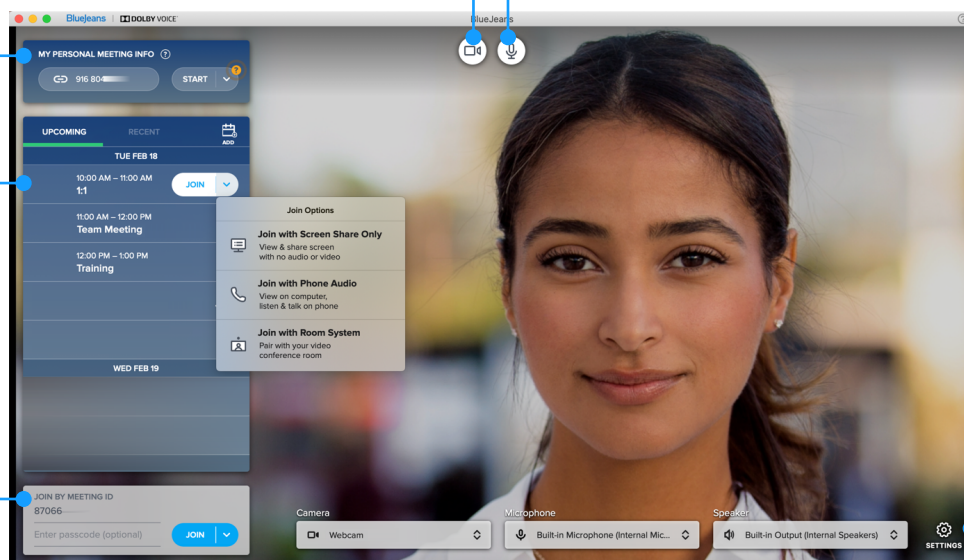 BlueJeans | DOLBY VOICE
BlueJeans
MY PERSONAL MEETING INFO ?
916 804
START
?
UPCOMING
RECENT
ADD
TUE FEB 18
10:00 AM – 11:00 AM
1:1
JOIN
11:00 AM – 12:00 PM
Team Meeting
12:00 PM – 1:00 PM
Training
WED FEB 19
Join Options
Join with Screen Share Only
View & share screen
with no audio or video
Join with Phone Audio
View on computer,
listen & talk on phone
Join with Room System
Pair with your video
conference room
JOIN BY MEETING ID
87066
Enter passcode (optional)
JOIN
Camera
Webcam
Microphone
Built-in Microphone (Internal Mic...
Speaker
Built-in Output (Internal Speakers)
SETTINGS